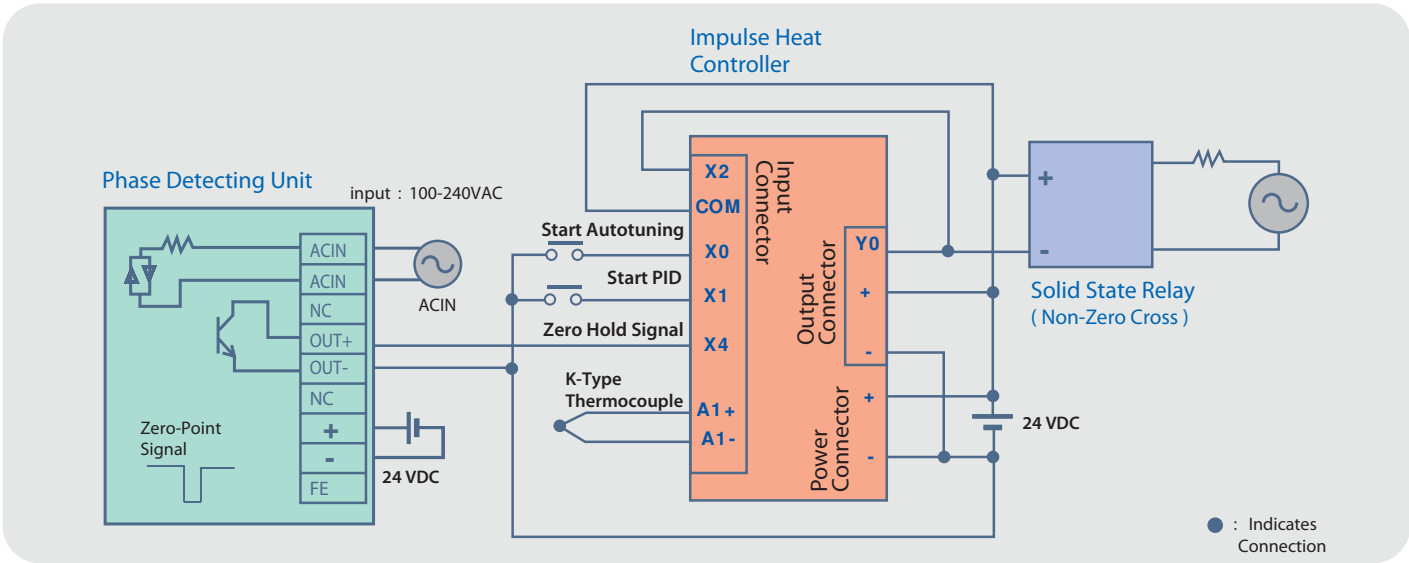 Impulse Heat
Controller
Phase Detecting Unit
input : 100-240VAC
ACIN
ACIN
NC
OUT+
OUT-
NC
+
-
FE
ACIN
Zero-Point
Signal
24 VDC
Start Autotuning
Start PID
Zero Hold Signal
K-Type
Thermocouple
X2
COM
X0
X1
X4
A1+
A1-
Input
Connector
Output
Connector
Y0
+
-
Power
Connector
+
-
24 VDC
+
-
Solid State Relay
( Non-Zero Cross )
: Indicates
Connection